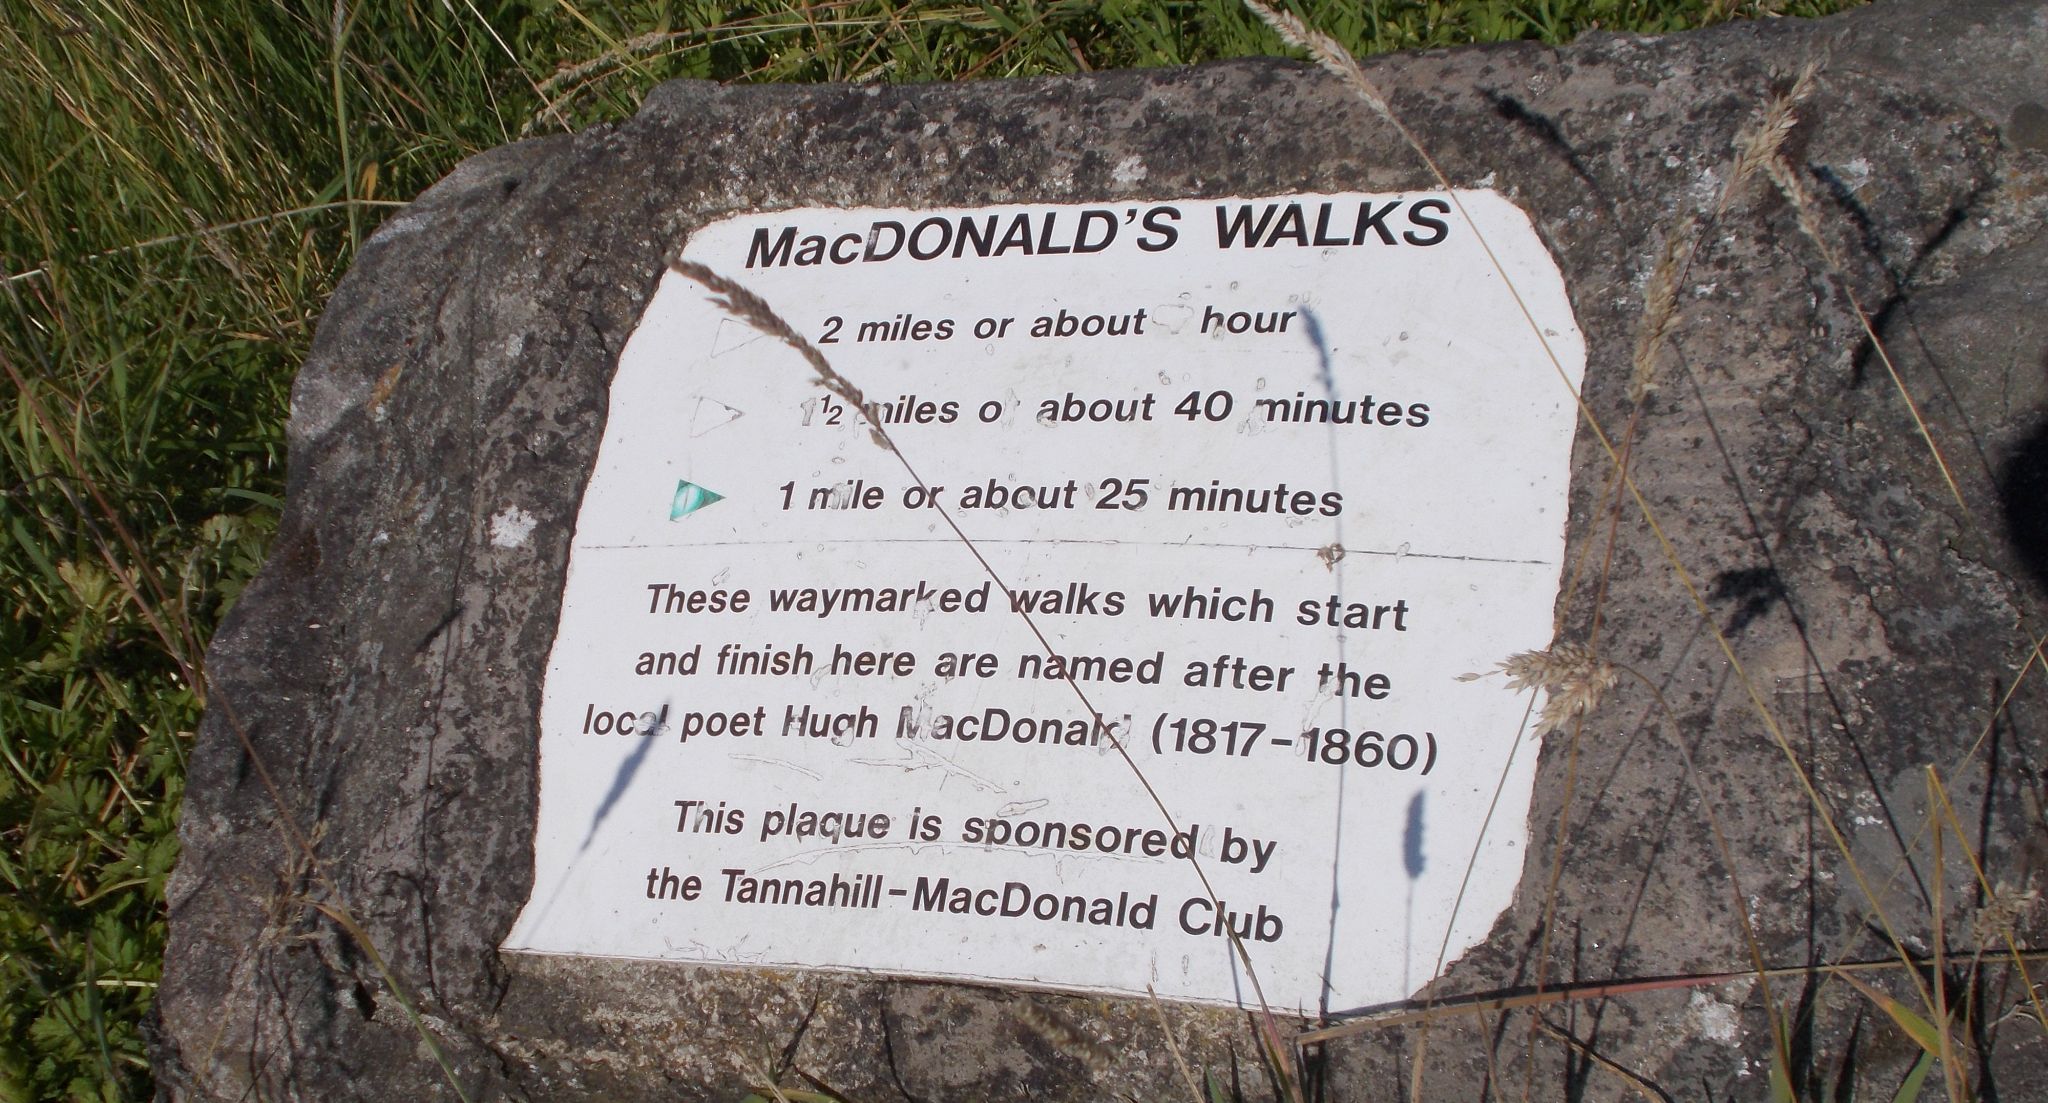 MacDONALD'S WALKS
2 miles or about hour
1 1/2 miles or about 40 minutes
1 mile or about 25 minutes
These waymarked walks which start
and finish here are named after the
local poet Hugh MacDonald (1817-1860)
This plaque is sponsored by
the Tannahill-MacDonald Club